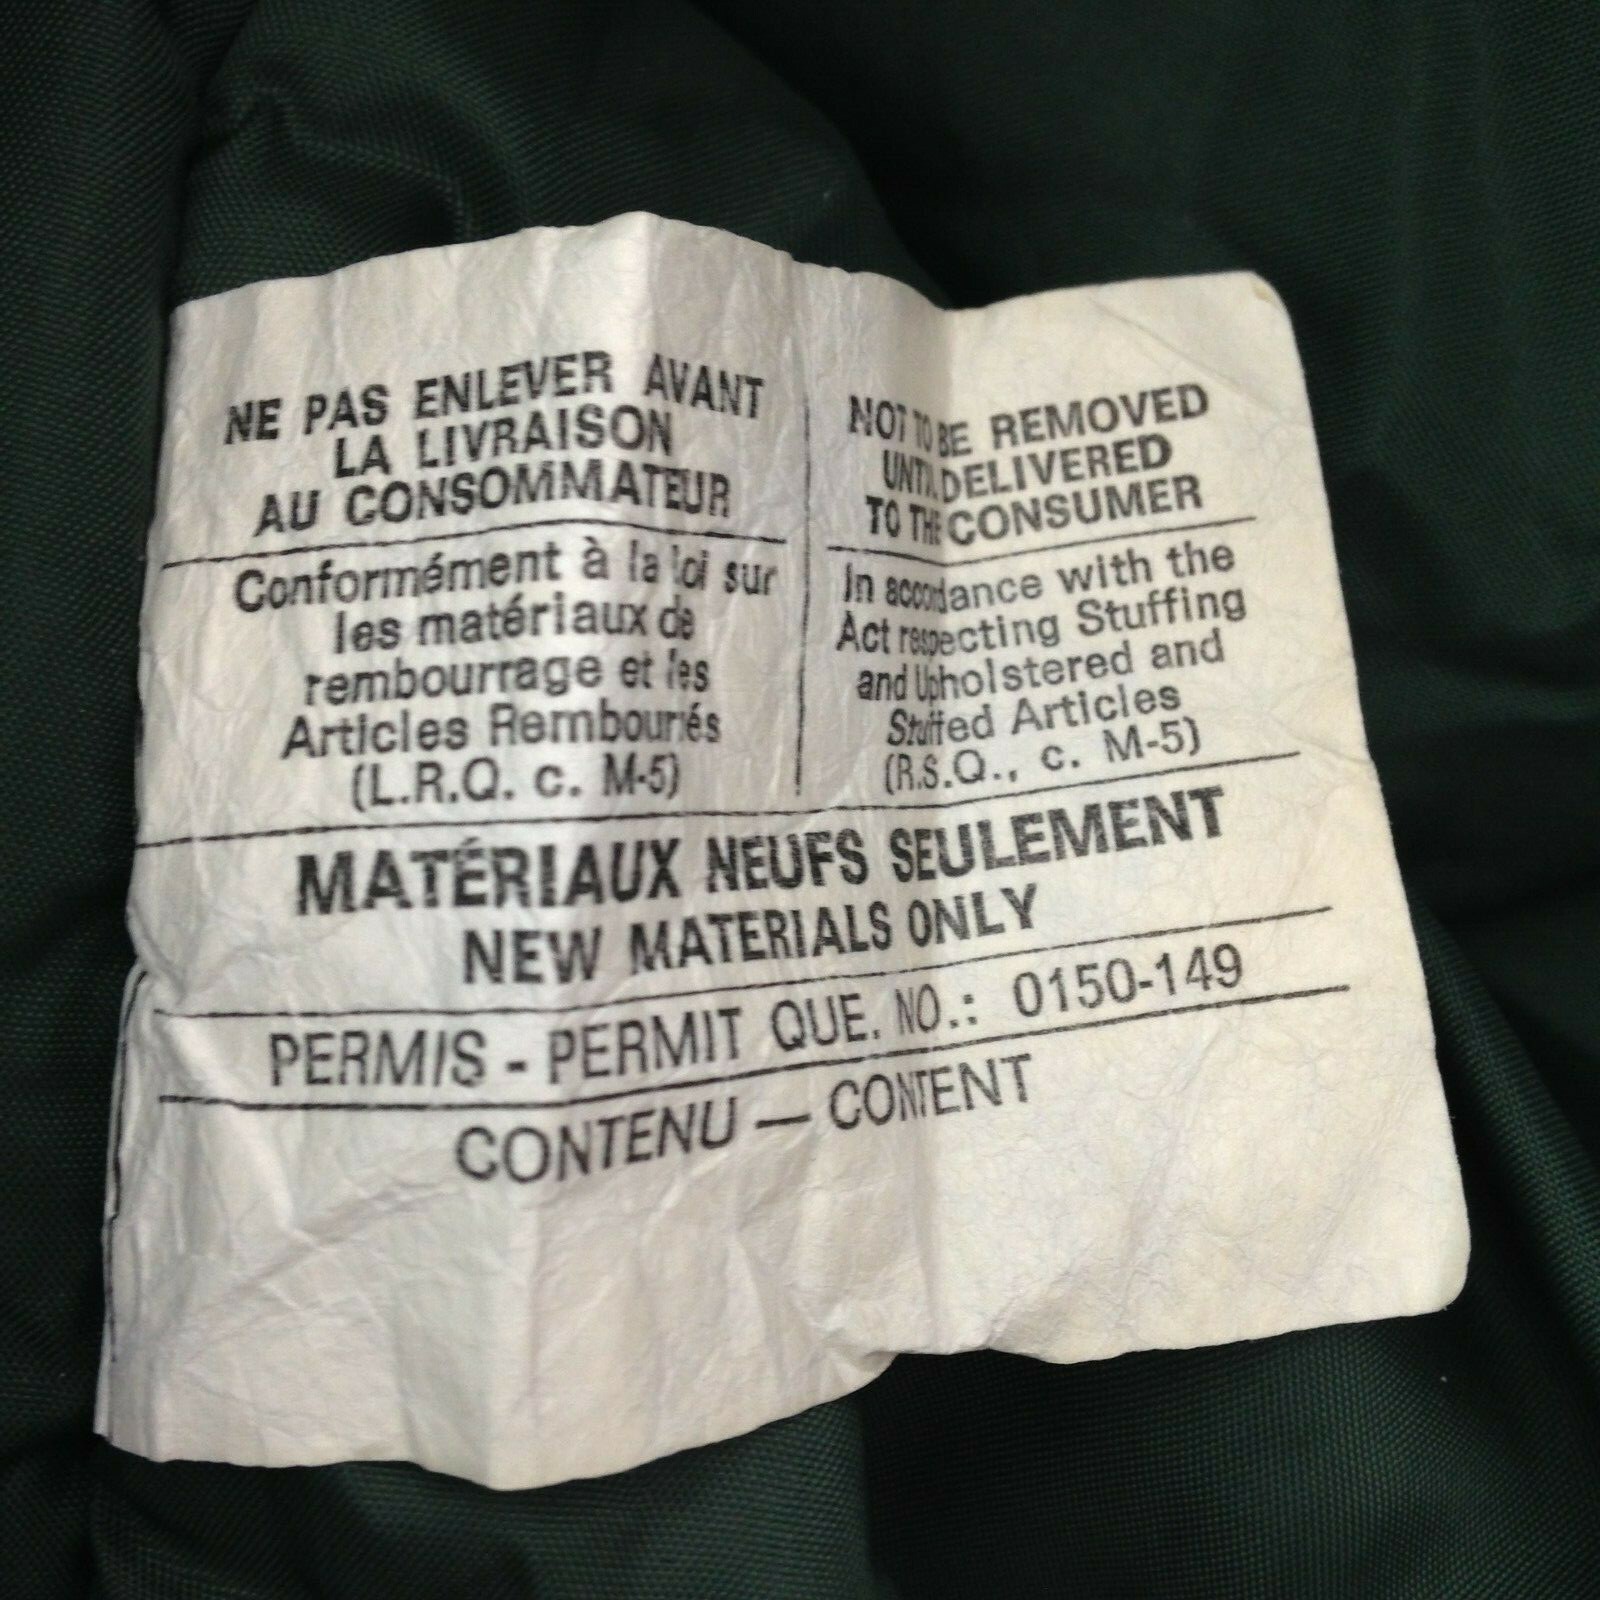 NE PAS ENLEVER AVANT
LA LIVRAISON
AU CONSOMMATEUR
Conformément à la loi sur
les matériaux de
rembourrage et les
Articles Rembourrés
(L.R.Q. c. M-5)
NOT TO BE REMOVED
UNTIL DELIVERED
TO THE CONSUMER
In accordance with the
Act respecting Stuffing
and Upholstered and
Stuffed Articles
(R.S.Q., c. M-5)
MATÉRIAUX NEUFS SEULEMENT
NEW MATERIALS ONLY
PERMIS - PERMIT QUE. NO.: 0150-149
CONTENU — CONTENT